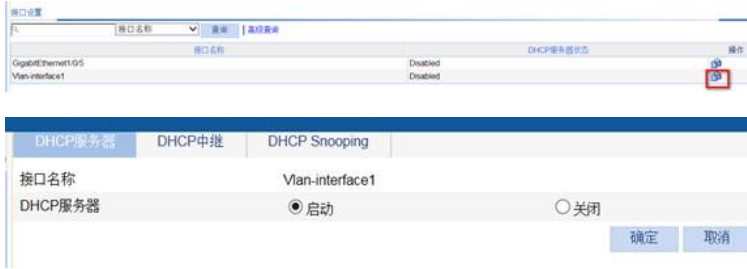 接口设置
接口名称 查询 高级查询
接口名称 DHCP服务器状态 操作
GigabitEthernet1/0/5 Disabled
Vlan-interface1 Disabled
DHCP服务器 DHCP中继 DHCP Snooping
接口名称 Vlan-interface1
DHCP服务器 启动 关闭
确定 取消